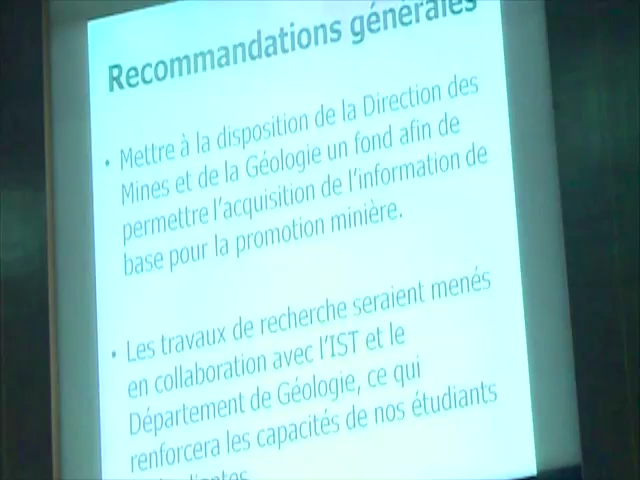 Recommandations générales
• Mettre à la disposition de la Direction des
Mines et de la Géologie un fond afin de
permettre l'acquisition de l'information de
base pour la promotion minière.
• Les travaux de recherche seraient menés
en collaboration avec l'IST et le
Département de Géologie, ce qui
renforcera les capacités de nos étudiants